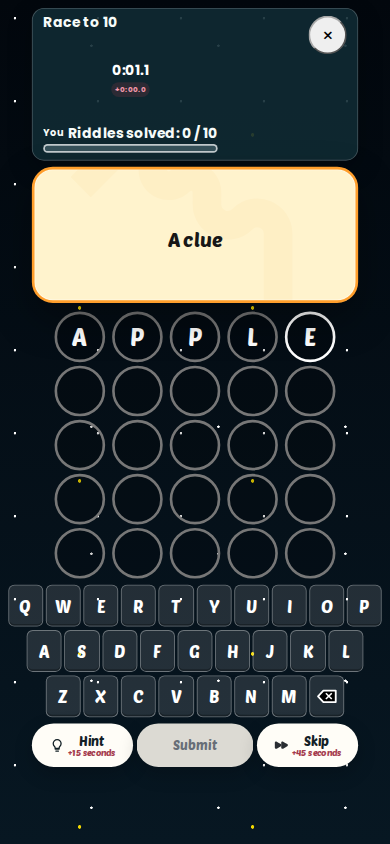 Race to 10
×
0:01.1
+0:00.0
You Riddles solved: 0 / 10
A clue
A P P L E
Q W E R T Y U I O P
A S D F G H J K L
Z X C V B N M
Hint
+15 seconds
Submit
Skip
+45 seconds